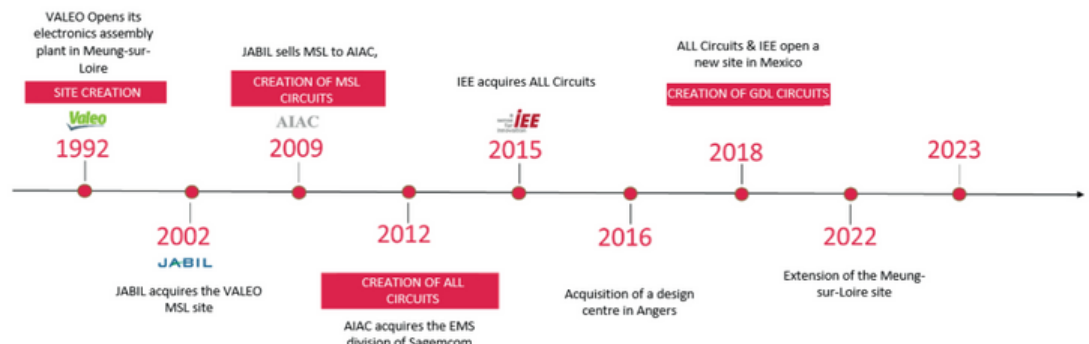 VALEO Opens its
electronics assembly
plant in Meung-sur-
Loire
SITE CREATION
Valeo
1992
JABIL sells MSL to AIAC,
CREATION OF MSL
CIRCUITS
AIAC
2009
IEE acquires ALL Circuits
iee
2015
ALL Circuits & IEE open a
new site in Mexico
CREATION OF GDL CIRCUITS
2018
2023
2002
JABIL
JABIL acquires the VALEO
MSL site
2012
CREATION OF ALL
CIRCUITS
AIAC acquires the EMS
division of Sagemcom
2016
Acquisition of a design
centre in Angers
2022
Extension of the Meung-
sur-Loire site